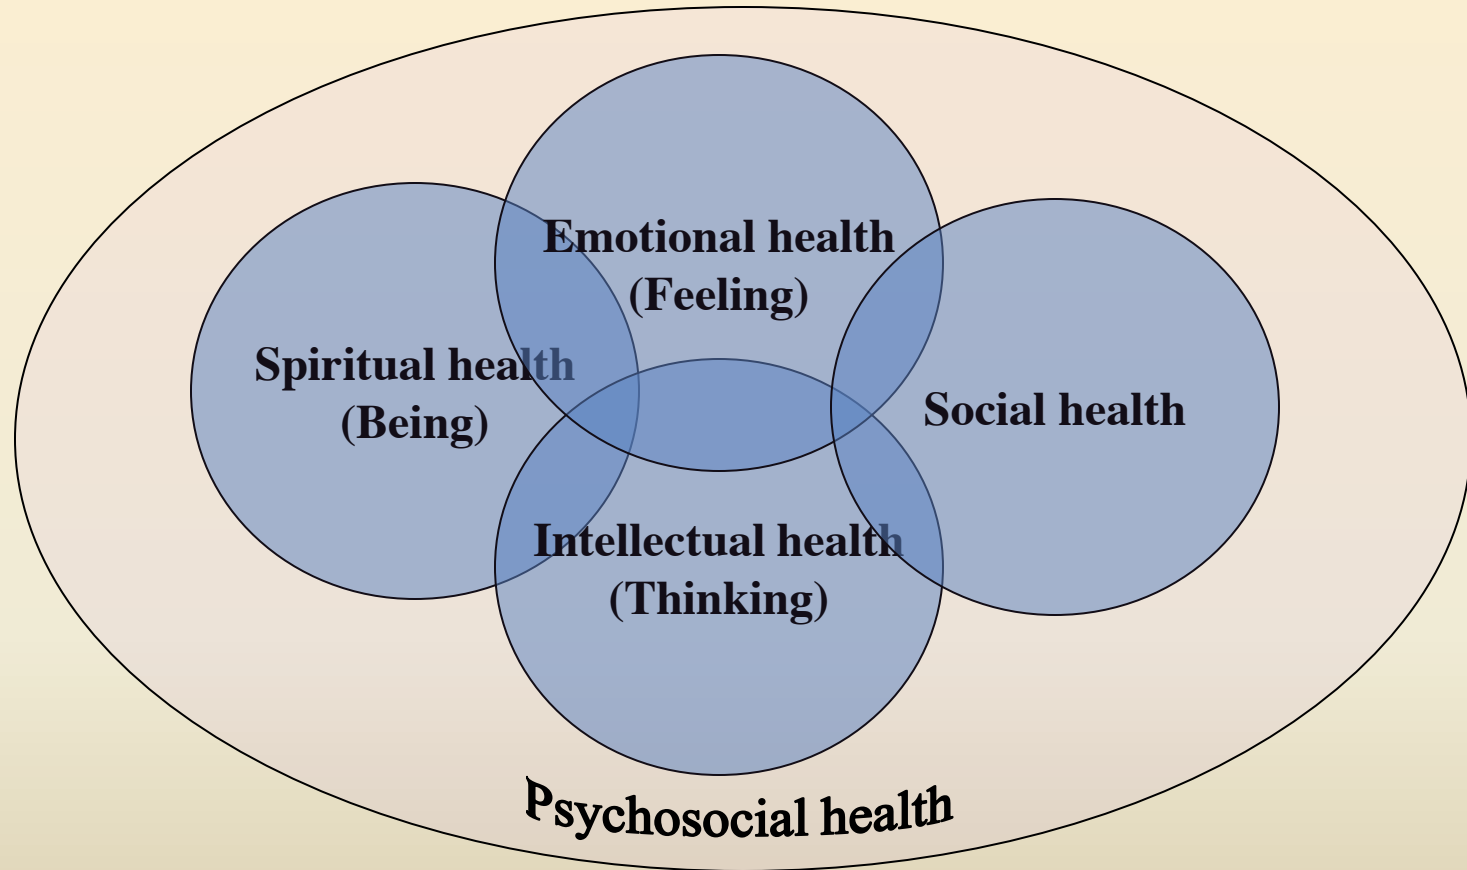 Emotional health
(Feeling)
Spiritual health
(Being)
Social health
Intellectual health
(Thinking)
Psychosocial health